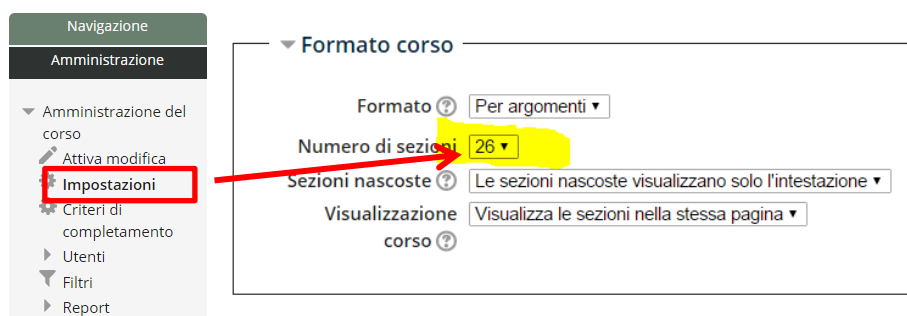 Navigazione
Amministrazione
Amministrazione del
corso
Attiva modifica
Impostazioni
Criteri di
completamento
Utenti
Filtri
Report
Formato corso
Formato Per argomenti
Numero di sezioni 26
Sezioni nascoste Le sezioni nascoste visualizzano solo l'intestazione
Visualizzazione Visualizza le sezioni nella stessa pagina
corso